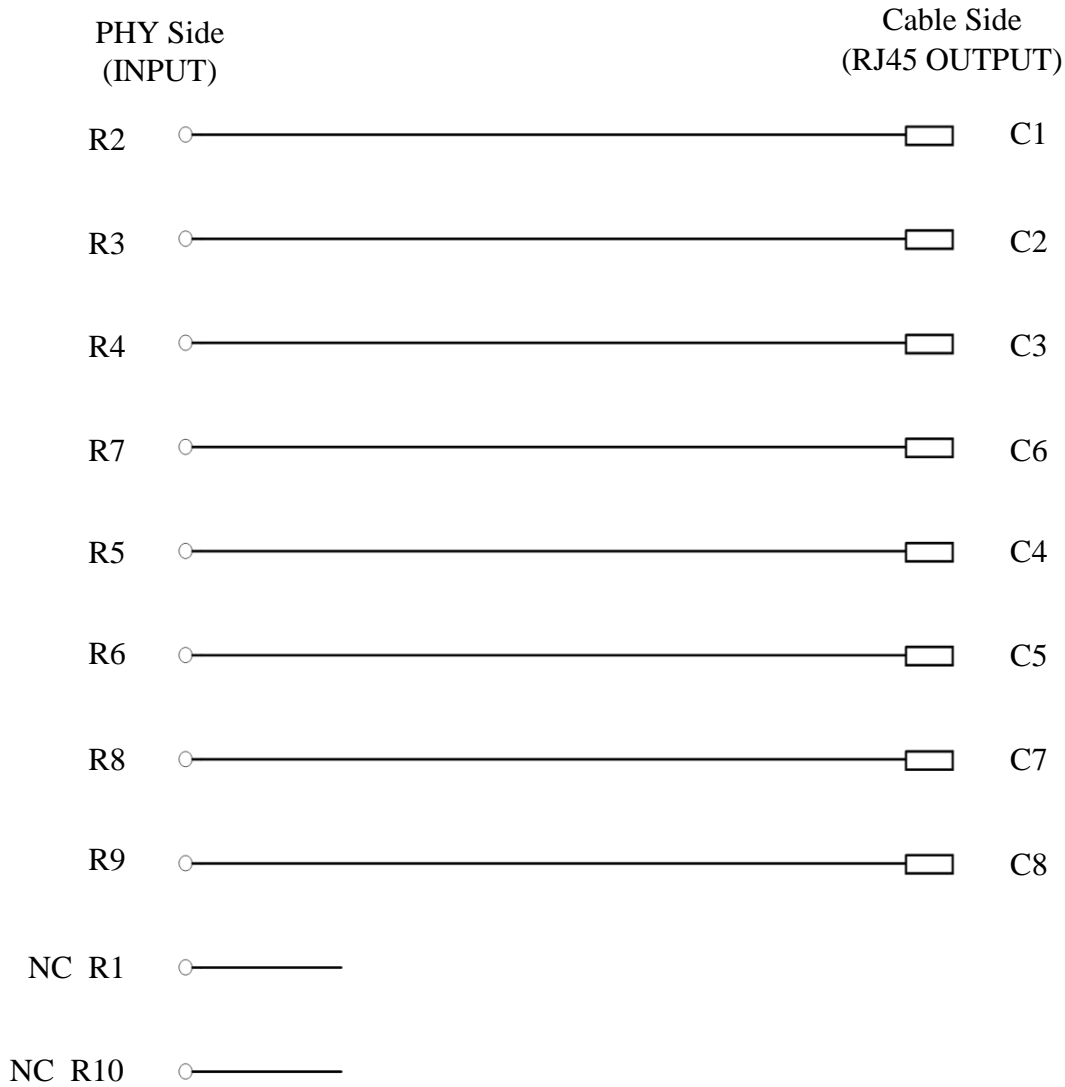 PHY Side
(INPUT)
Cable Side
(RJ45 OUTPUT)
R2 C1
R3 C2
R4 C3
R7 C6
R5 C4
R6 C5
R8 C7
R9 C8
NC R1
NC R10